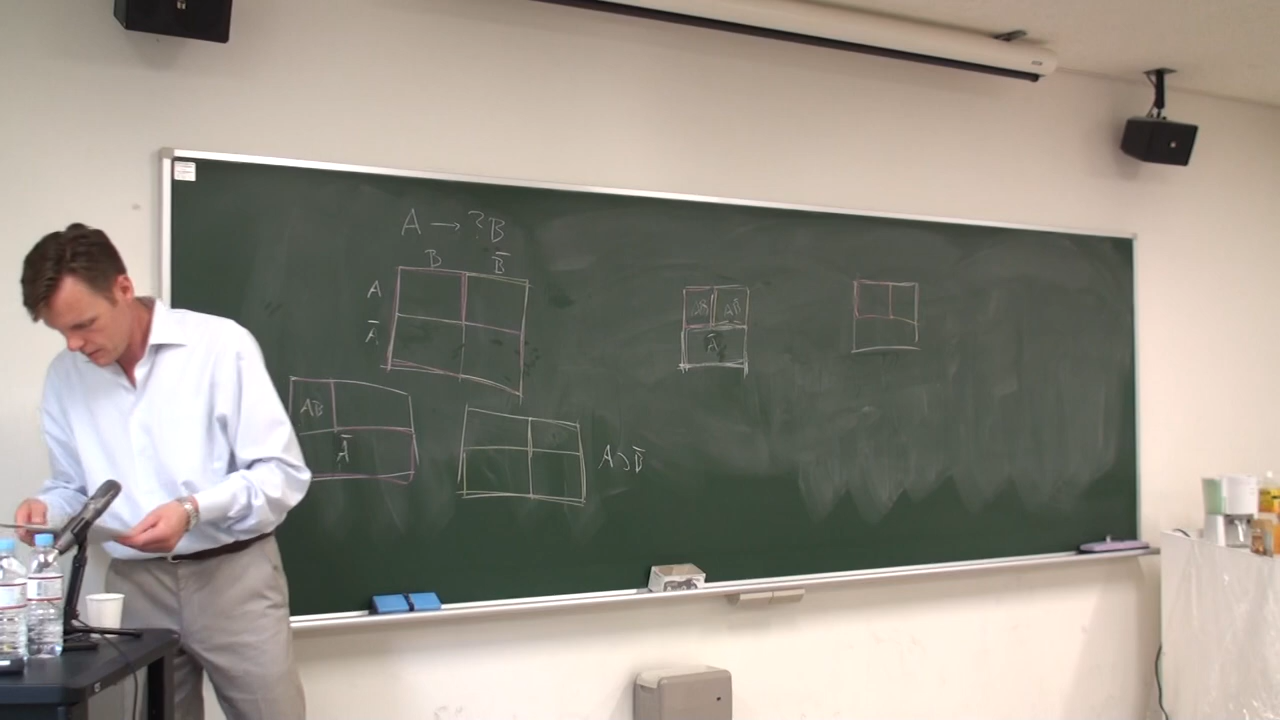 A → ? B
B B̅
A
A̅
AB AB̅
A̅
AB
A̅
A ⊃ B̅